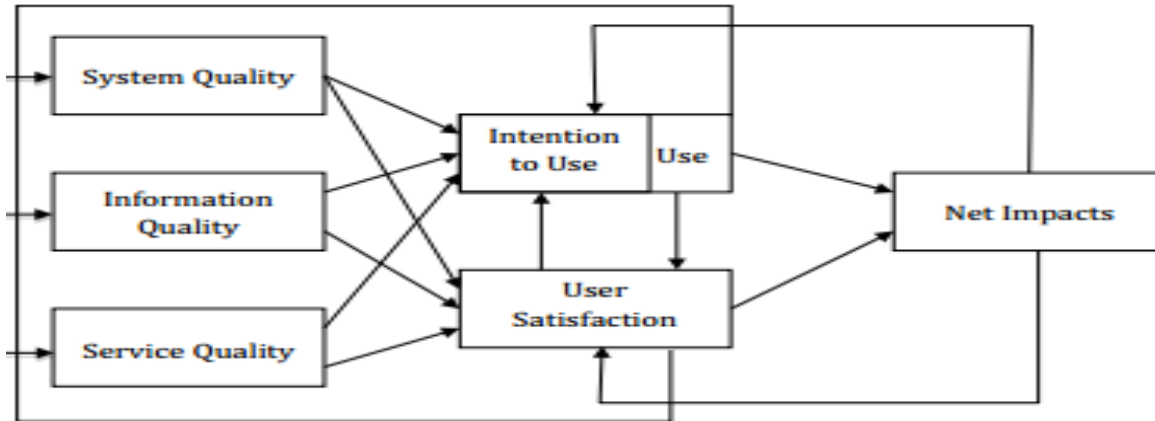 System Quality
Intention
to Use
Use
Information
Quality
Net Impacts
User
Satisfaction
Service Quality